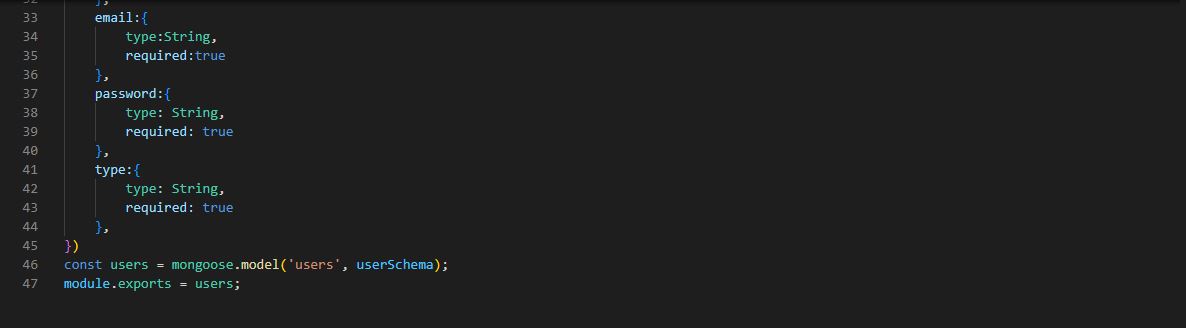 32 },
33 email:{
34 type:String,
35 required:true
36 },
37 password:{
38 type: String,
39 required: true
40 },
41 type:{
42 type: String,
43 required: true
44 },
45 })
46 const users = mongoose.model('users', userSchema);
47 module.exports = users;